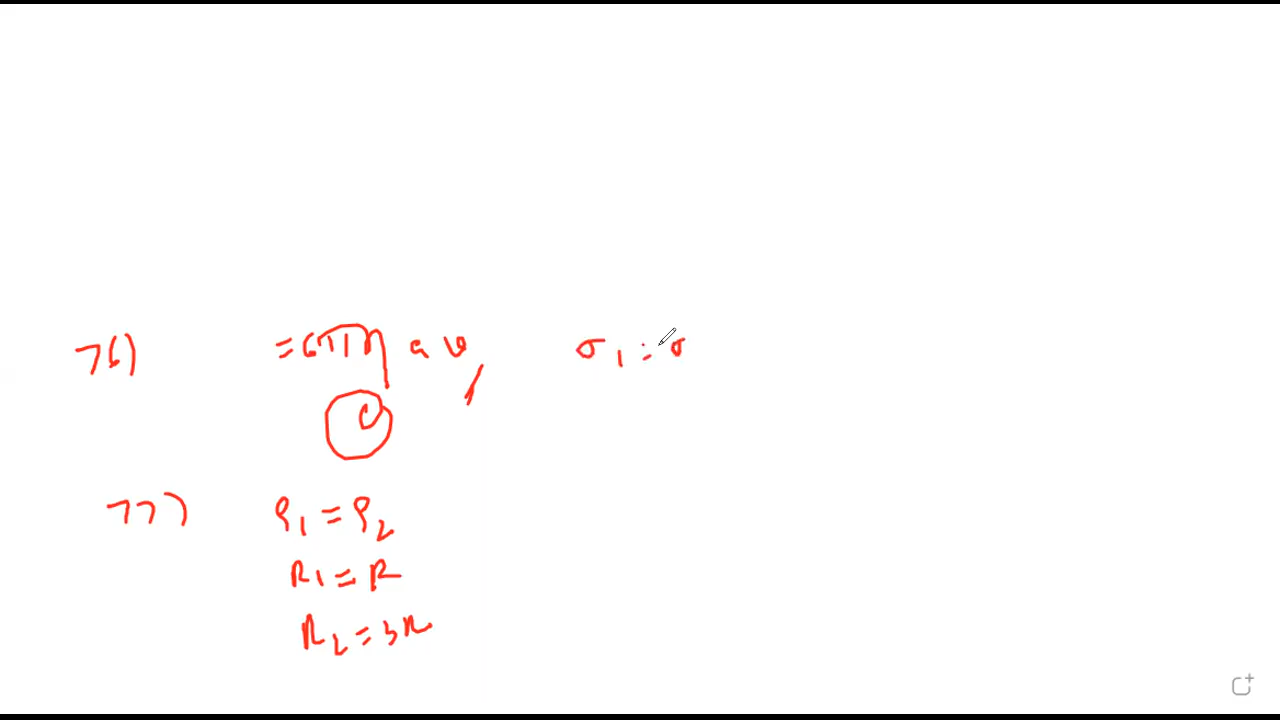 76) = 6πη a v, σ1 = σ
77) ρ1 = ρ2
R1 = R
R2 = 3R